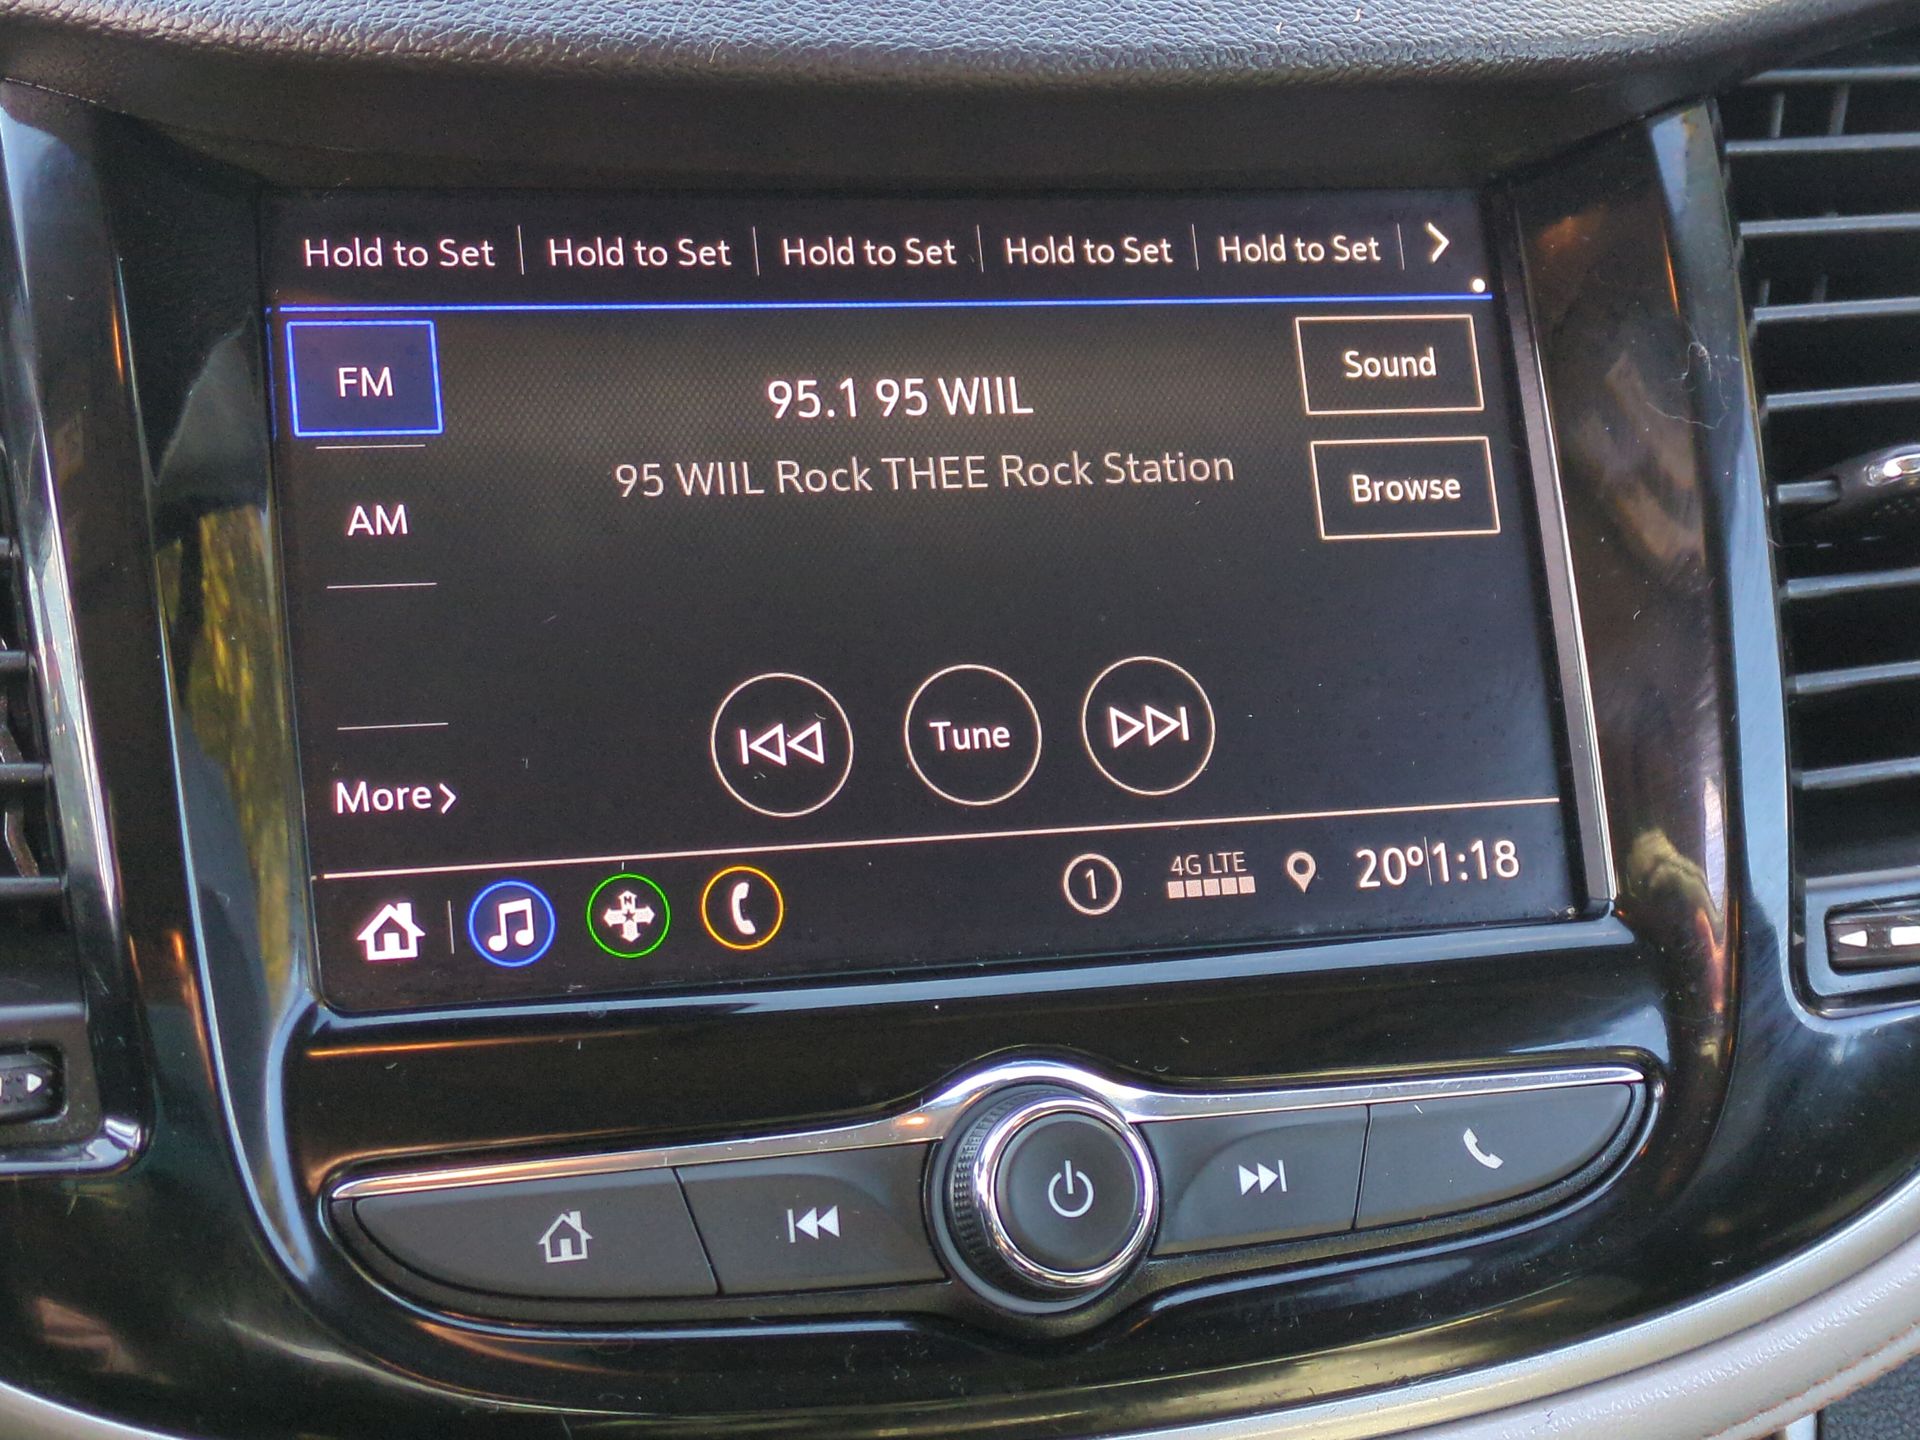 Hold to Set Hold to Set Hold to Set Hold to Set Hold to Set
FM
95.1 95 WIIL
Sound
95 WIIL Rock THEE Rock Station
Browse
AM
Tune
More
1
4G LTE
20° 1:18
N